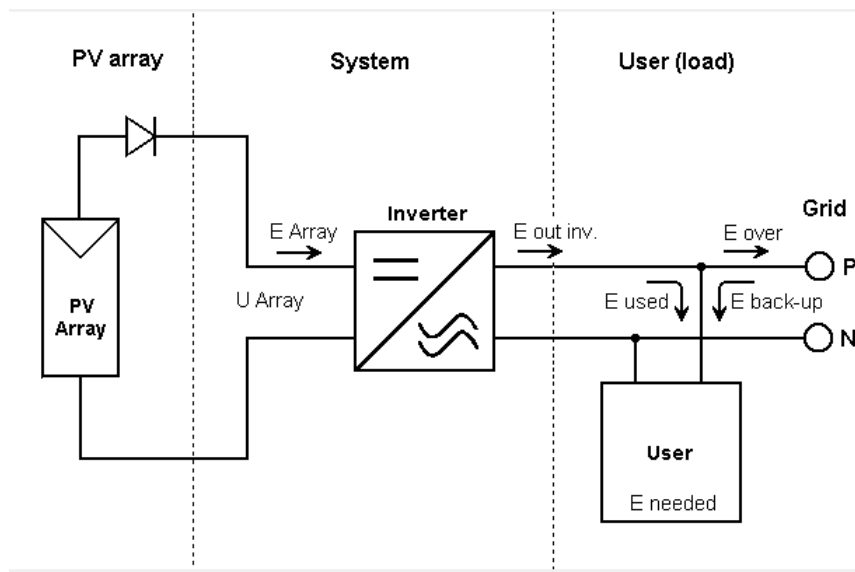 PV array
System
User (load)
Inverter
Grid
E Array
E out inv.
E over
P
U Array
E used
E back-up
PV
Array
N
User
E needed